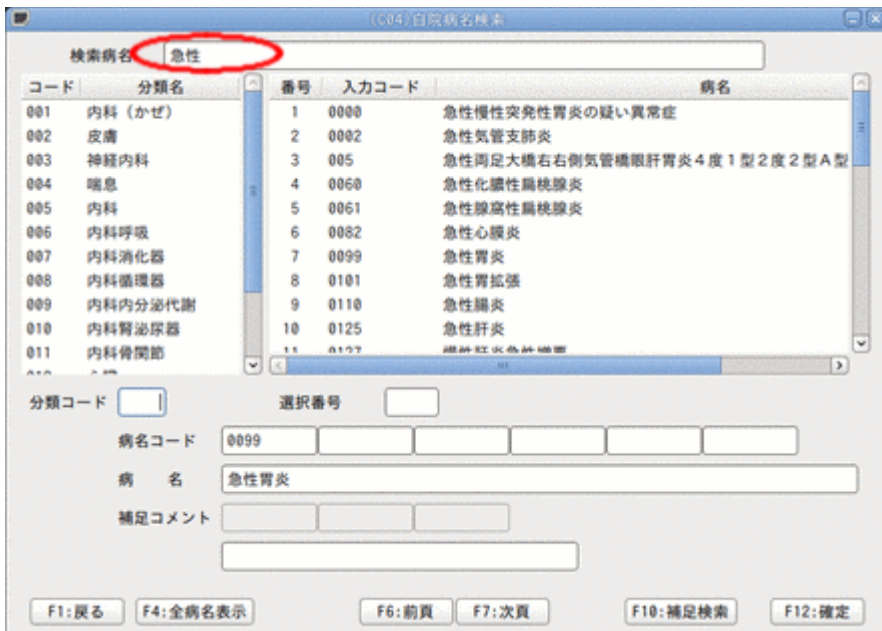 (C04)自院病名検索
検索病名 急性
コード 分類名
001 内科（かぜ）
002 皮膚
003 神経内科
004 喘息
005 内科
006 内科呼吸
007 内科消化器
008 内科循環器
009 内科内分泌代謝
010 内科腎泌尿器
011 内科骨関節
番号 入力コード 病名
1 0000 急性慢性突発性胃炎の疑い異常症
2 0002 急性気管支肺炎
3 005 急性両足大橋右右側気管橋眼肝胃炎４度１型２度２型Ａ型
4 0060 急性化膿性扁桃腺炎
5 0061 急性腺窩性扁桃腺炎
6 0082 急性心膜炎
7 0099 急性胃炎
8 0101 急性胃拡張
9 0110 急性腸炎
10 0125 急性肝炎
11 0127 慢性肝炎急性増悪
分類コード 選択番号
病名コード 0099
病 名 急性胃炎
補足コメント
F1:戻る F4:全病名表示 F6:前頁 F7:次頁 F10:補足検索 F12:確定